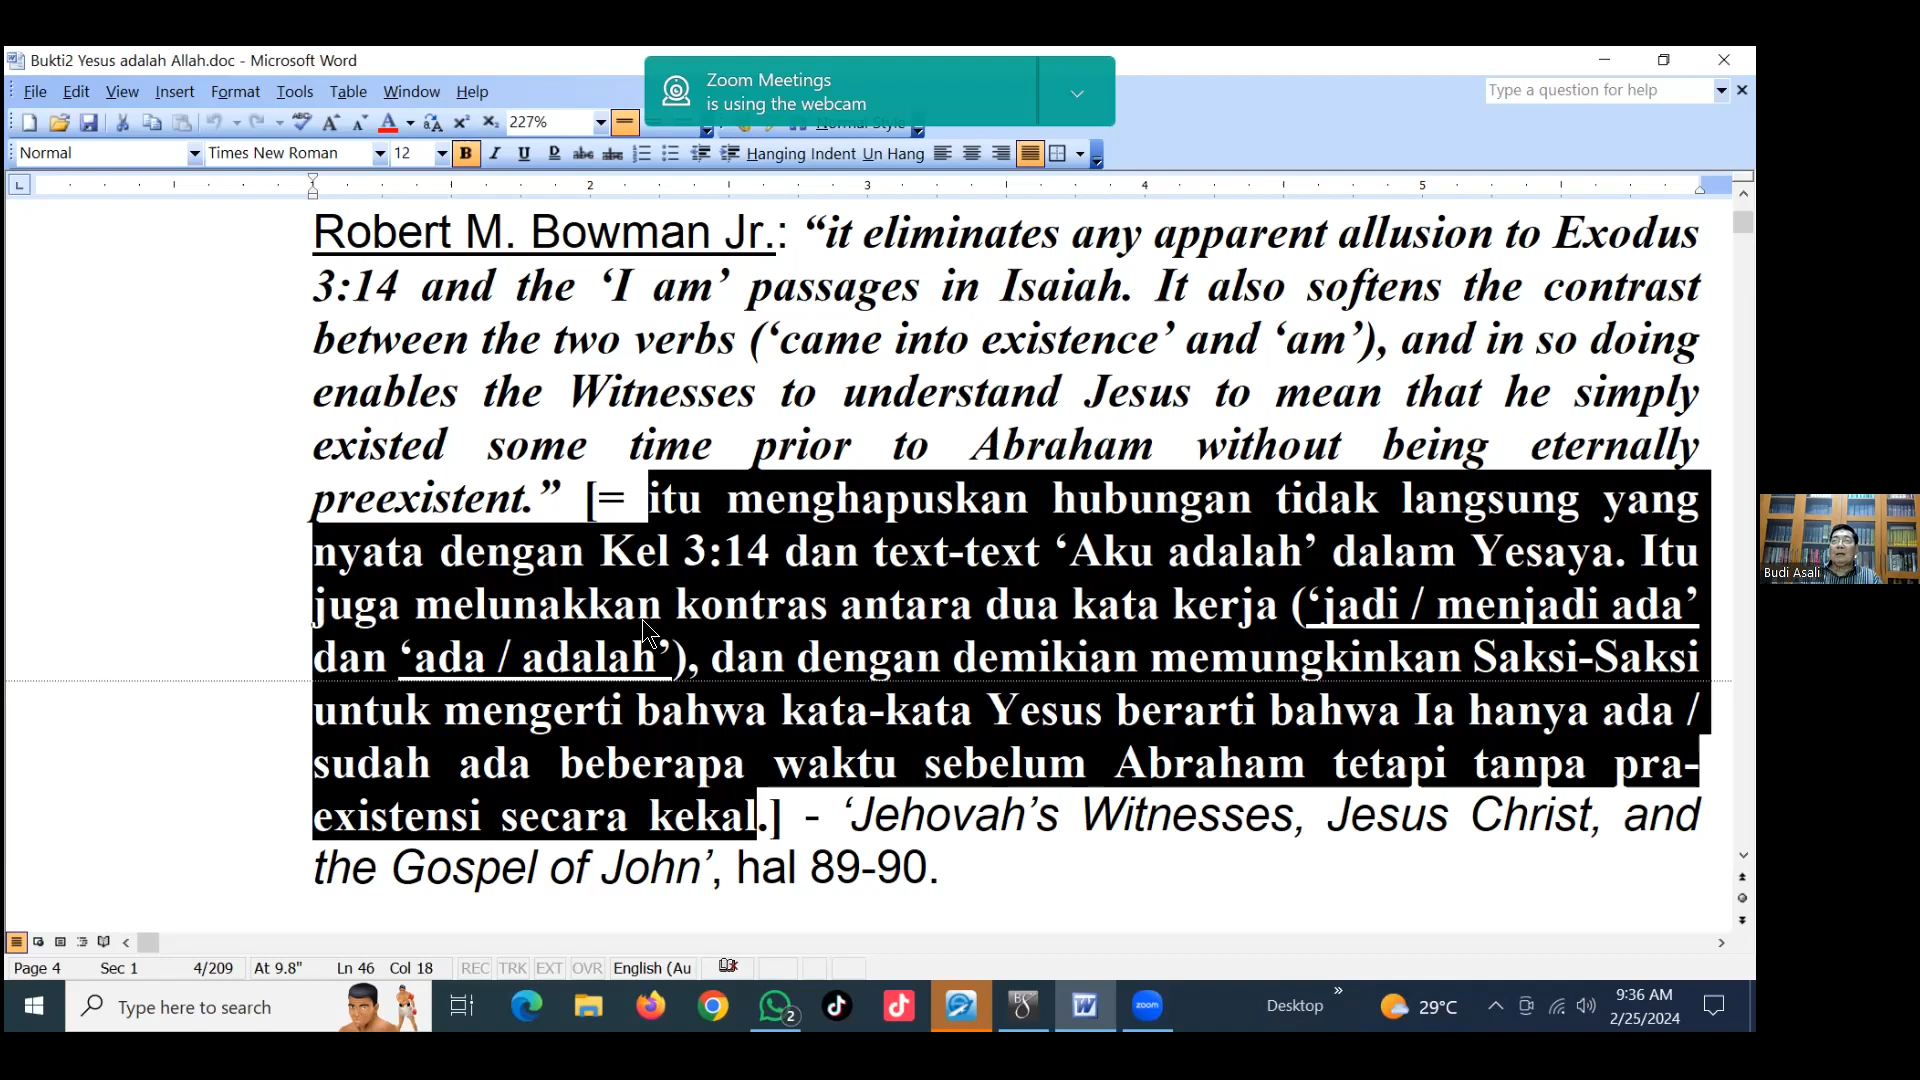 Bukti2 Yesus adalah Allah.doc - Microsoft Word
Zoom Meetings
is using the webcam
File Edit View Insert Format Tools Table Window Help
Type a question for help
227%
Normal Style
Normal Times New Roman 12 B I U D abc abc Hanging Indent Un Hang
2 3 4 5
Robert M. Bowman Jr.: “it eliminates any apparent allusion to Exodus
3:14 and the ‘I am’ passages in Isaiah. It also softens the contrast
between the two verbs (‘came into existence’ and ‘am’), and in so doing
enables the Witnesses to understand Jesus to mean that he simply
existed some time prior to Abraham without being eternally
preexistent.” [= itu menghapuskan hubungan tidak langsung yang
nyata dengan Kel 3:14 dan text-text ‘Aku adalah’ dalam Yesaya. Itu
juga melunakkan kontras antara dua kata kerja (‘jadi / menjadi ada’
dan ‘ada / adalah’), dan dengan demikian memungkinkan Saksi-Saksi
untuk mengerti bahwa kata-kata Yesus berarti bahwa Ia hanya ada /
sudah ada beberapa waktu sebelum Abraham tetapi tanpa pra-
existensi secara kekal.] - ‘Jehovah’s Witnesses, Jesus Christ, and
the Gospel of John’, hal 89-90.
Budi Asali
Page 4 Sec 1 4/209 At 9.8" Ln 46 Col 18 REC TRK EXT OVR English (Au
Type here to search
2
zoom
Desktop
29°C
9:36 AM
2/25/2024